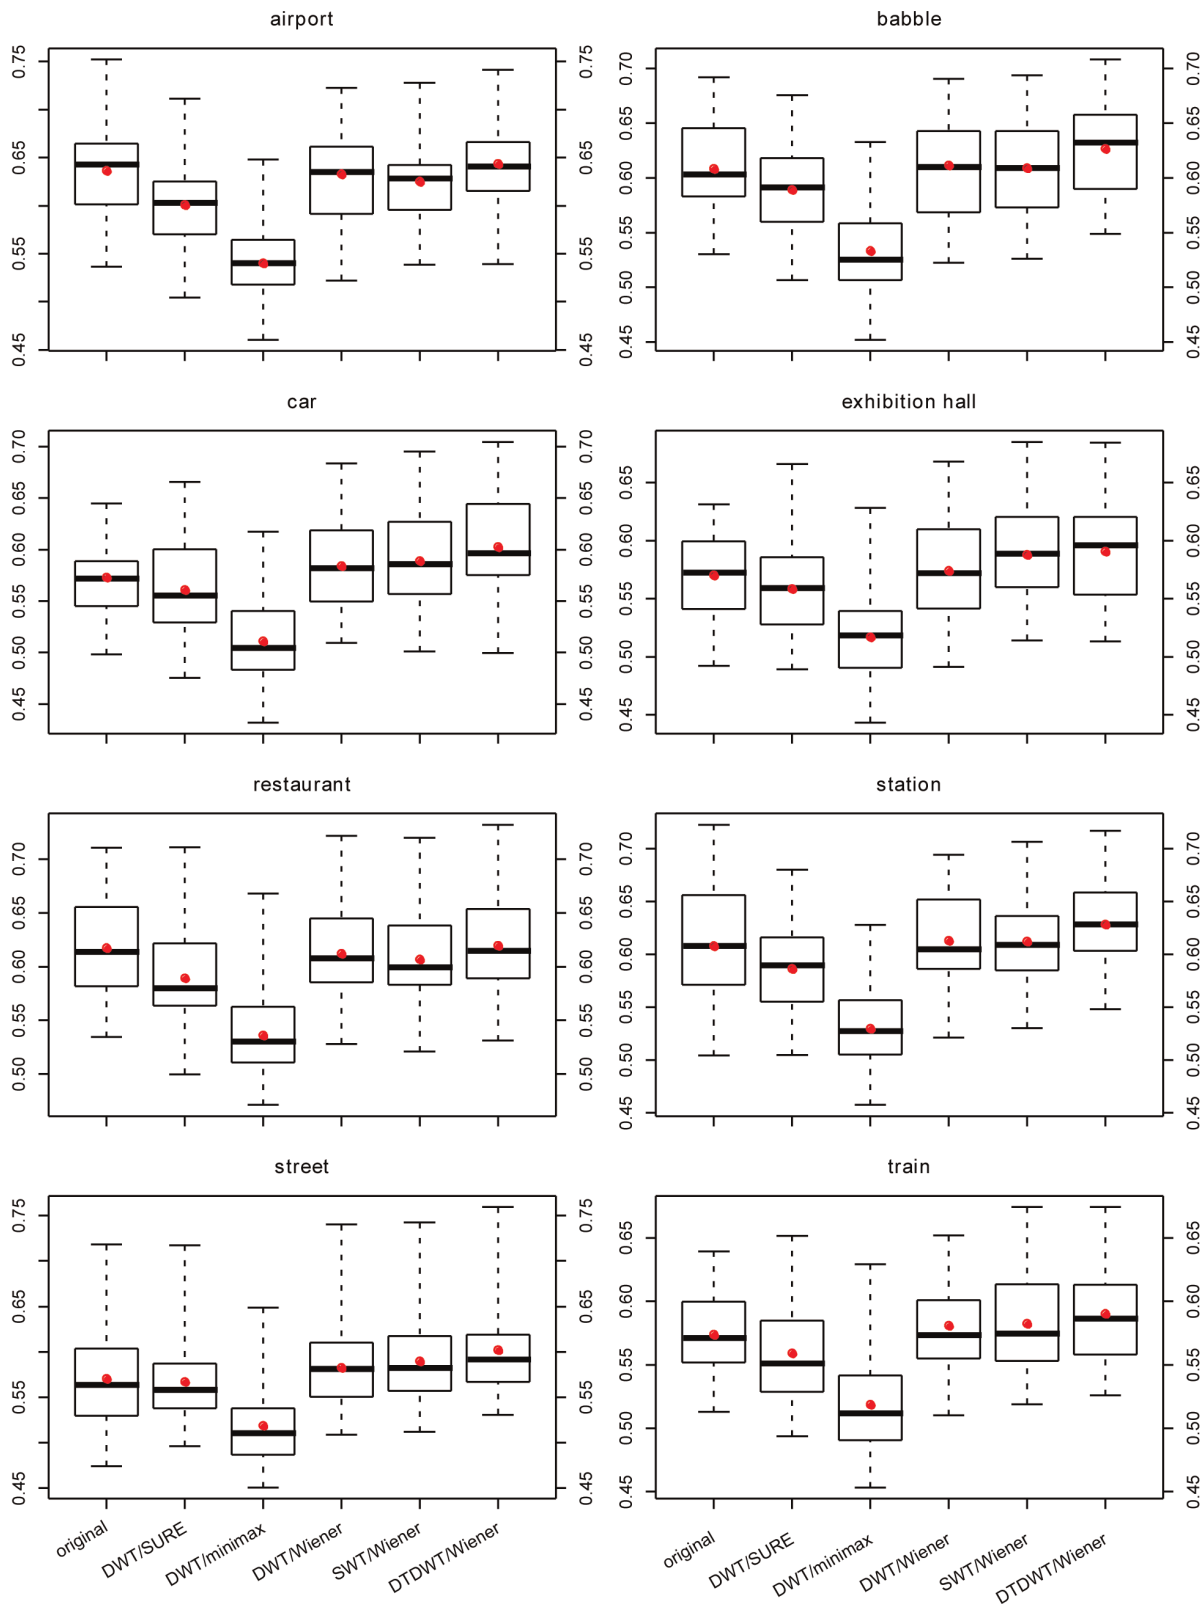 airport
0.45 0.55 0.65 0.75
0.45 0.55 0.65 0.75
babble
0.45 0.50 0.55 0.60 0.65 0.70
0.45 0.50 0.55 0.60 0.65 0.70
car
0.45 0.50 0.55 0.60 0.65 0.70
0.45 0.50 0.55 0.60 0.65 0.70
exhibition hall
0.45 0.50 0.55 0.60 0.65
0.45 0.50 0.55 0.60 0.65
restaurant
0.50 0.55 0.60 0.65 0.70
0.50 0.55 0.60 0.65 0.70
station
0.45 0.50 0.55 0.60 0.65 0.70
0.45 0.50 0.55 0.60 0.65 0.70
street
0.45 0.55 0.65 0.75
0.45 0.55 0.65 0.75
original
DWT/SURE
DWT/minimax
DWT/Wiener
SWT/Wiener
DTDWT/Wiener
train
0.45 0.50 0.55 0.60 0.65
0.45 0.50 0.55 0.60 0.65
original
DWT/SURE
DWT/minimax
DWT/Wiener
SWT/Wiener
DTDWT/Wiener